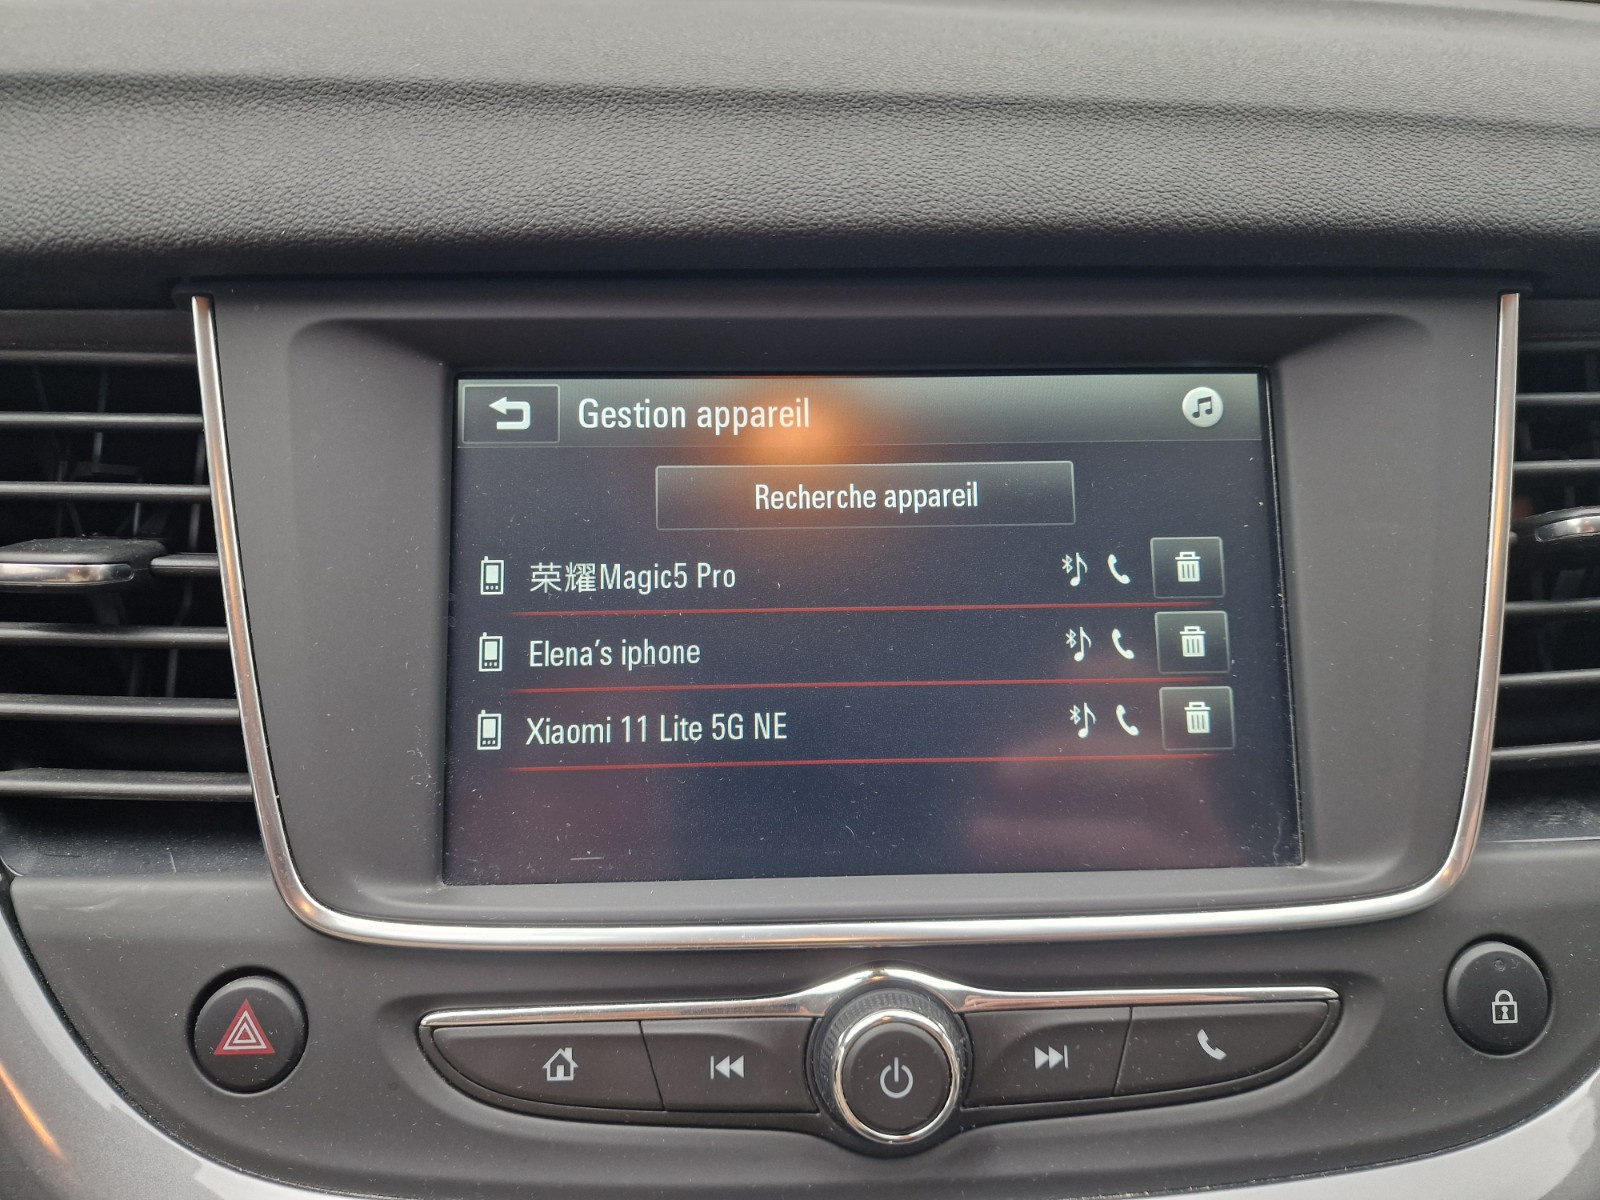 Gestion appareil
Recherche appareil
荣耀Magic5 Pro
Elena's iphone
Xiaomi 11 Lite 5G NE